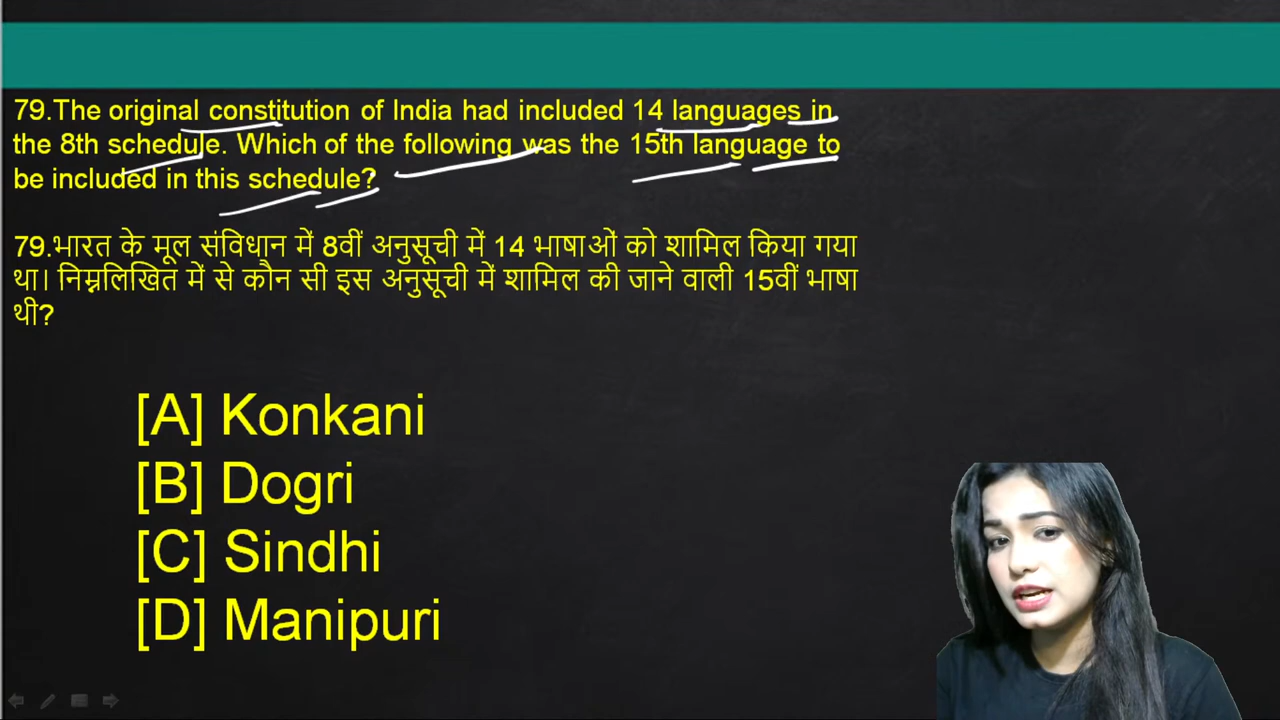 79.The original constitution of India had included 14 languages in
the 8th schedule. Which of the following was the 15th language to
be included in this schedule?
79.भारत के मूल संविधान में 8वीं अनुसूची में 14 भाषाओं को शामिल किया गया
था। निम्नलिखित में से कौन सी इस अनुसूची में शामिल की जाने वाली 15वीं भाषा
थी?
[A] Konkani
[B] Dogri
[C] Sindhi
[D] Manipuri